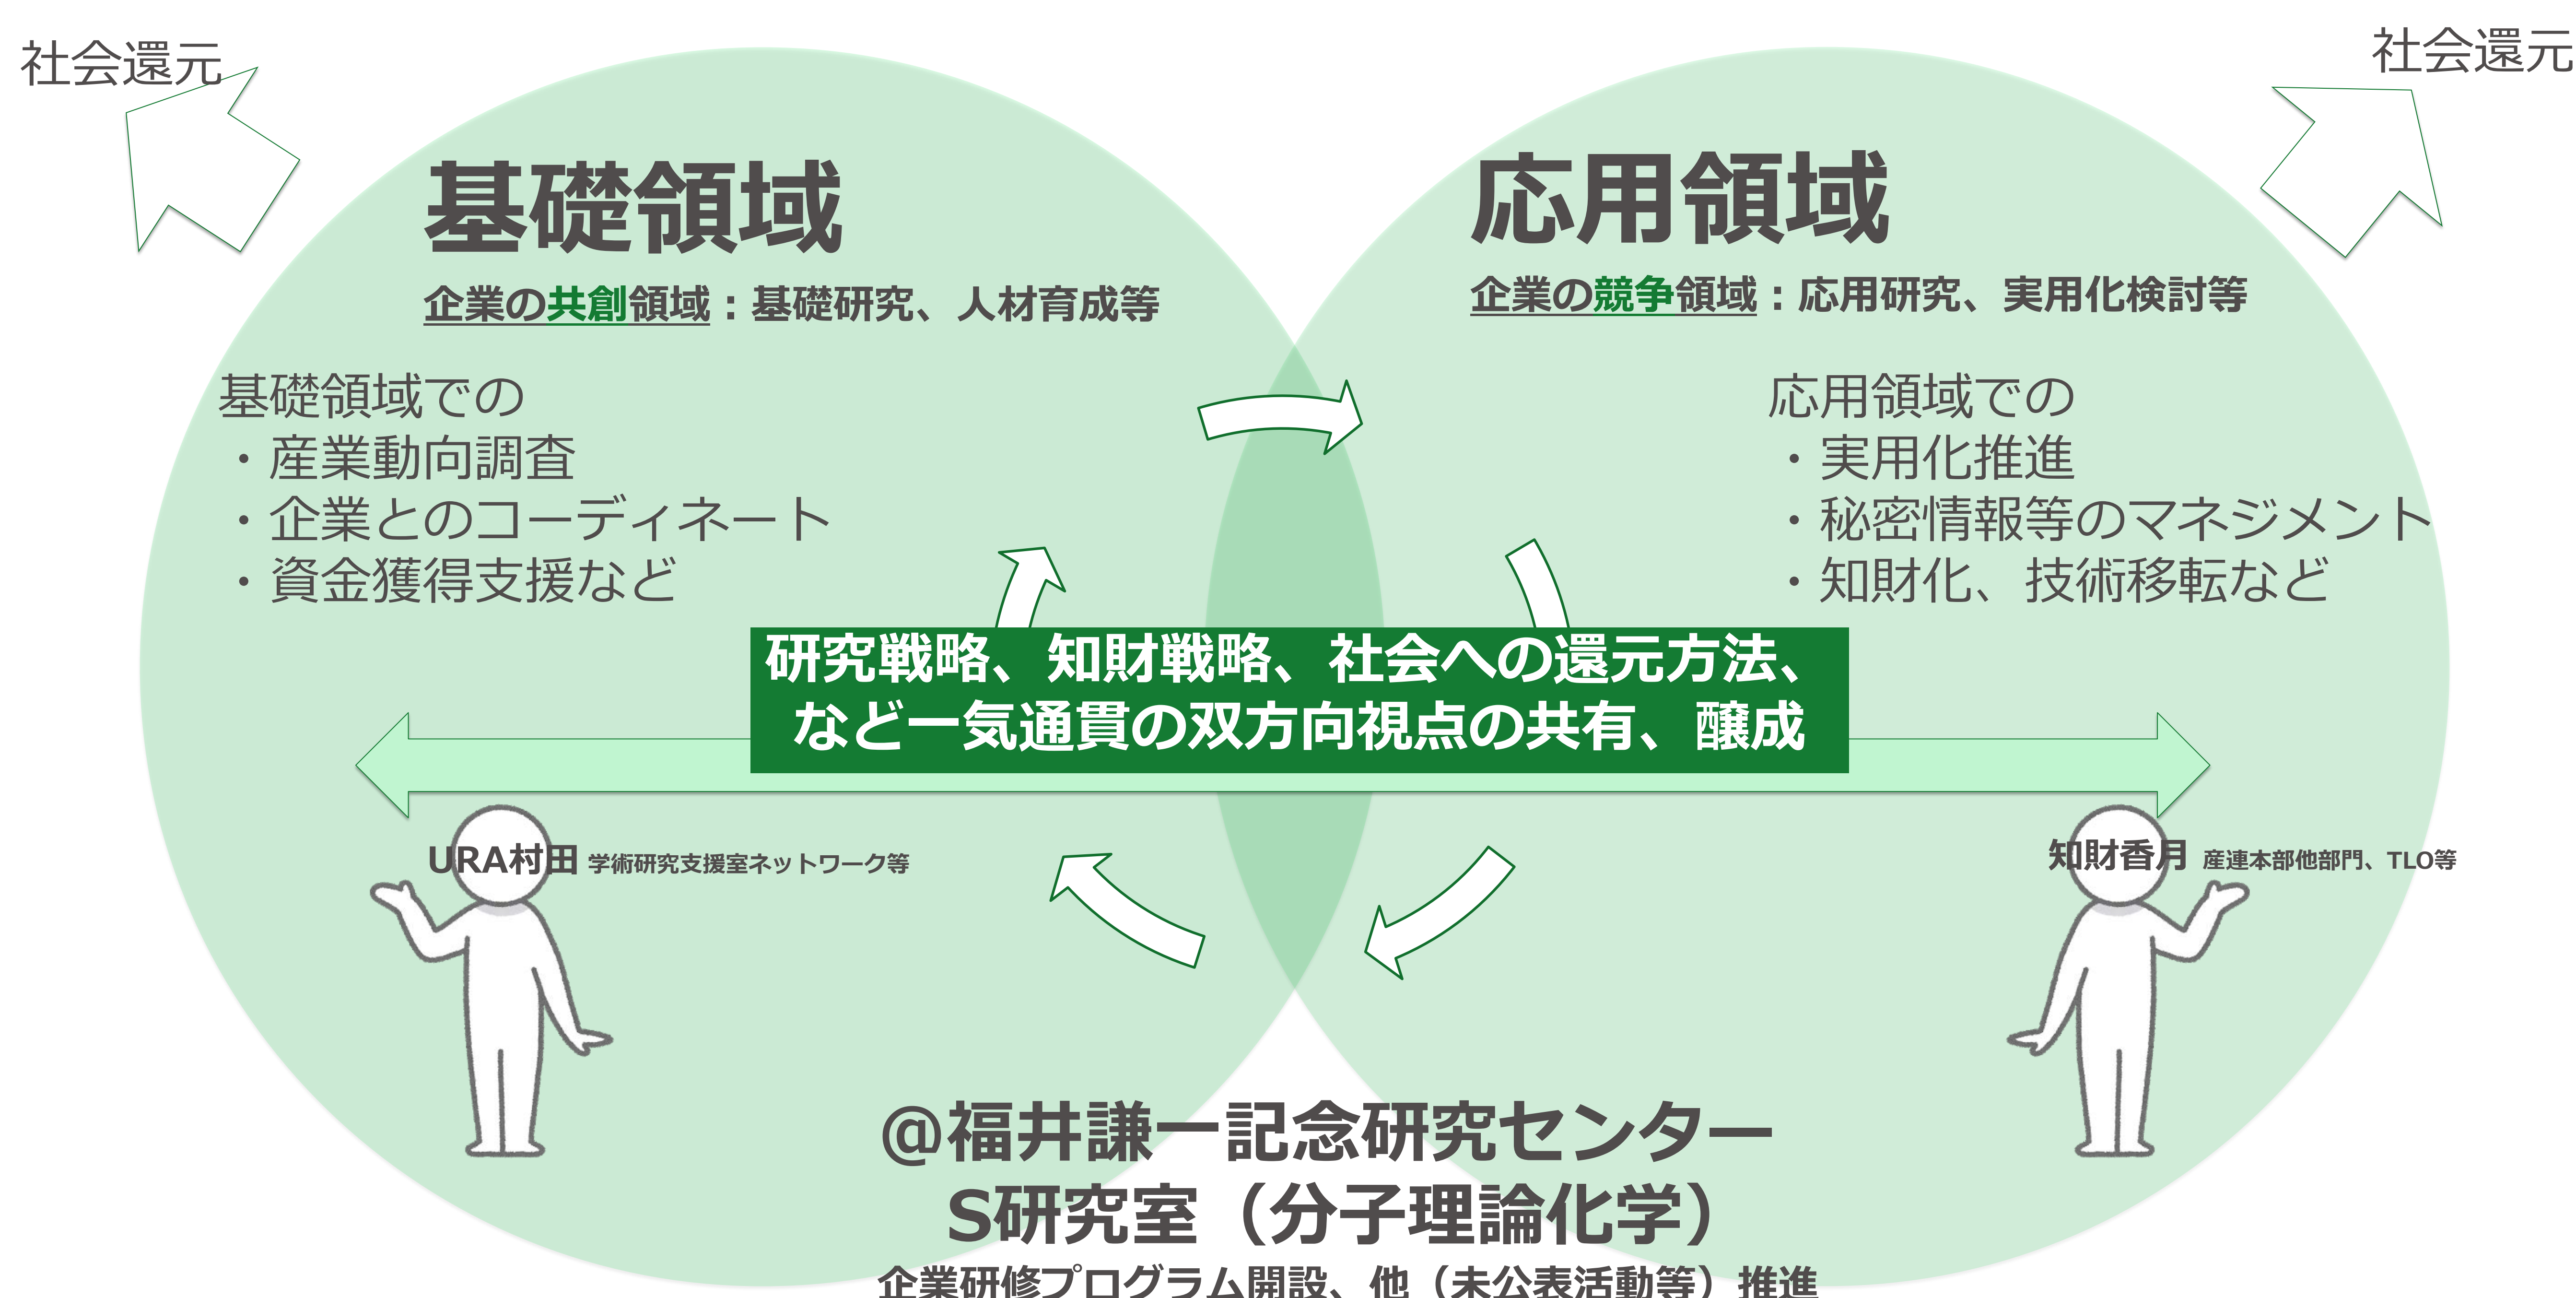 社会還元
社会還元
基礎領域
企業の共創領域：基礎研究、人材育成等
基礎領域での
・産業動向調査
・企業とのコーディネート
・資金獲得支援など
応用領域
企業の競争領域：応用研究、実用化検討等
応用領域での
・実用化推進
・秘密情報等のマネジメント
・知財化、技術移転など
研究戦略、知財戦略、社会への還元方法、
など一気通貫の双方向視点の共有、醸成
URA村田 学術研究支援室ネットワーク等
知財香月 産連本部他部門、TLO等
@福井謙一記念研究センター
S研究室（分子理論化学）
企業研修プログラム開設、他（未公表活動等）推進